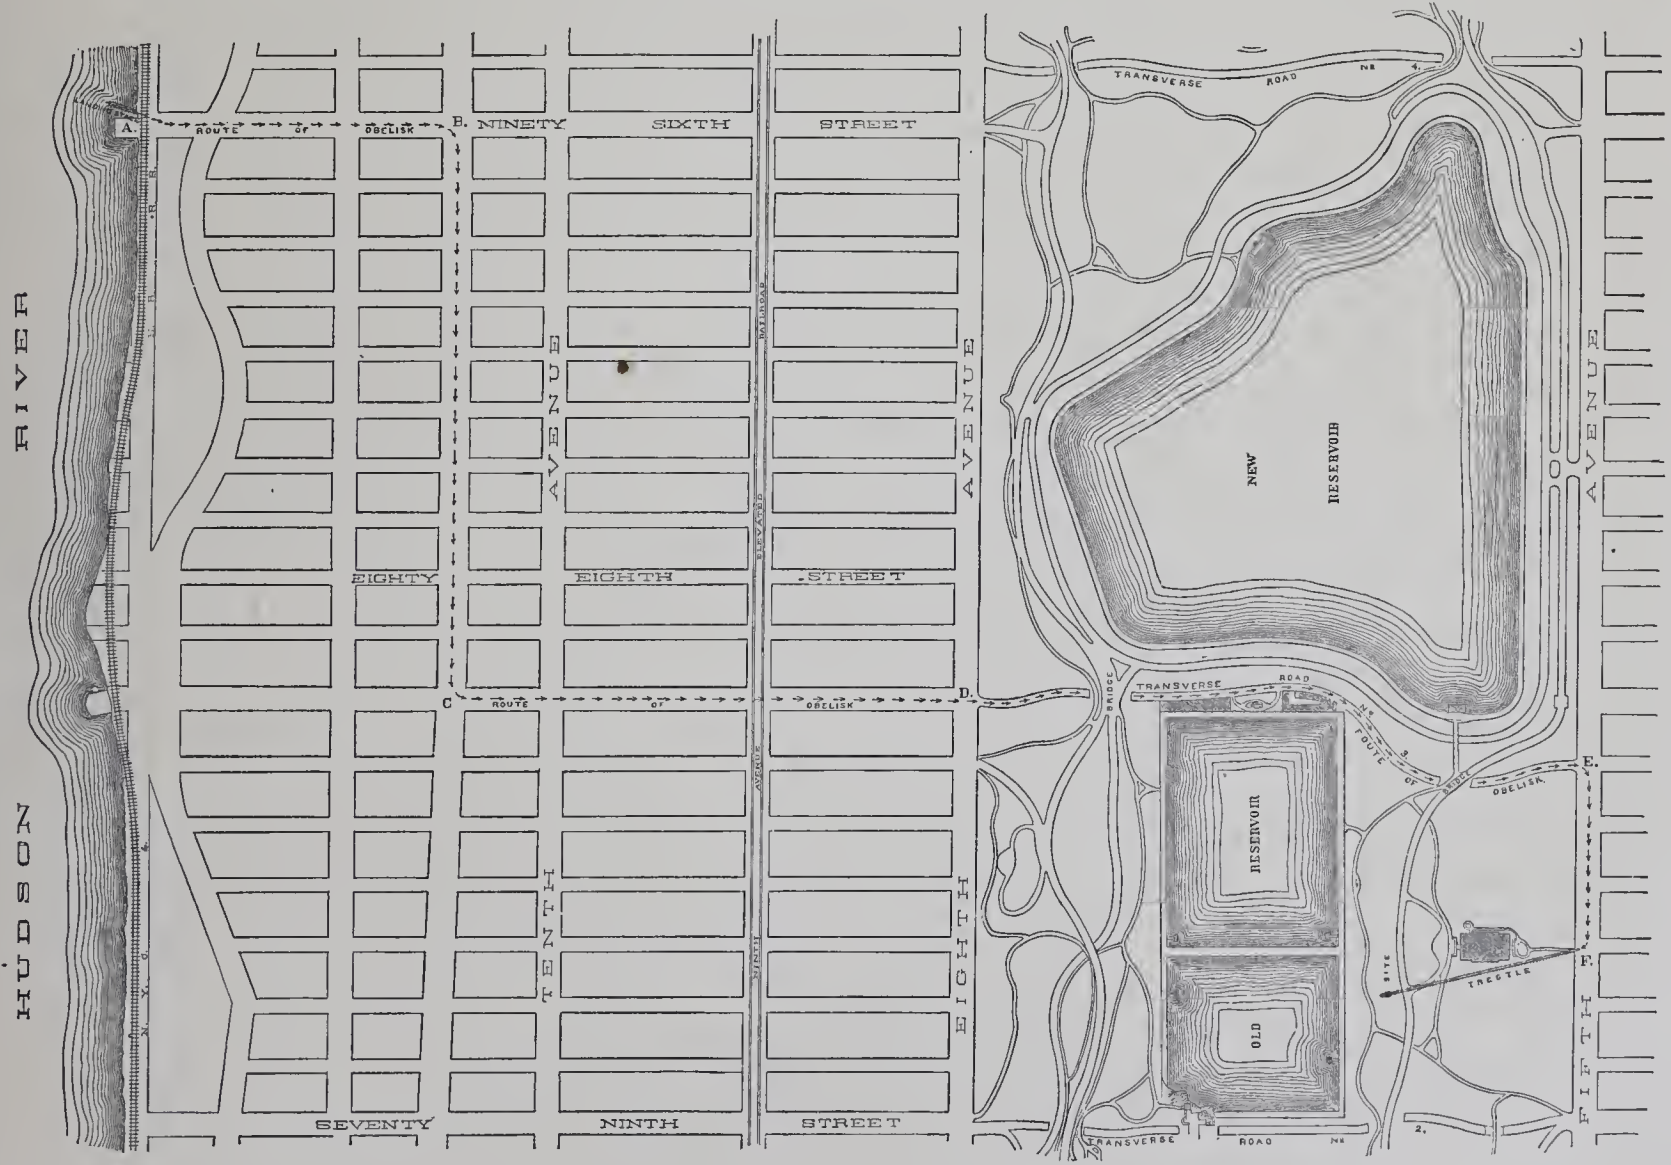 TRANSVERSE ROAD No 4.
A.
ROUTE OF OBELISK
B.
NINETY SIXTH STREET
R. R.
HUDSON RIVER
RAILROAD
AVENUE
AVENUE
AVENUE
NEW RESERVOIR
ELEVATED
EIGHTY EIGHTH STREET
C
ROUTE OF OBELISK
D.
BRIDGE
TRANSVERSE ROAD No 3.
ROUTE OF
BRIDGE
OBELISK.
E.
AVENUE
RESERVOIR
OLD
TENTH
NINTH
EIGHTH
SITE
TRESTLE
F.
FIFTH
N. Y. C. &
SEVENTY NINTH STREET
TRANSVERSE ROAD No 2.